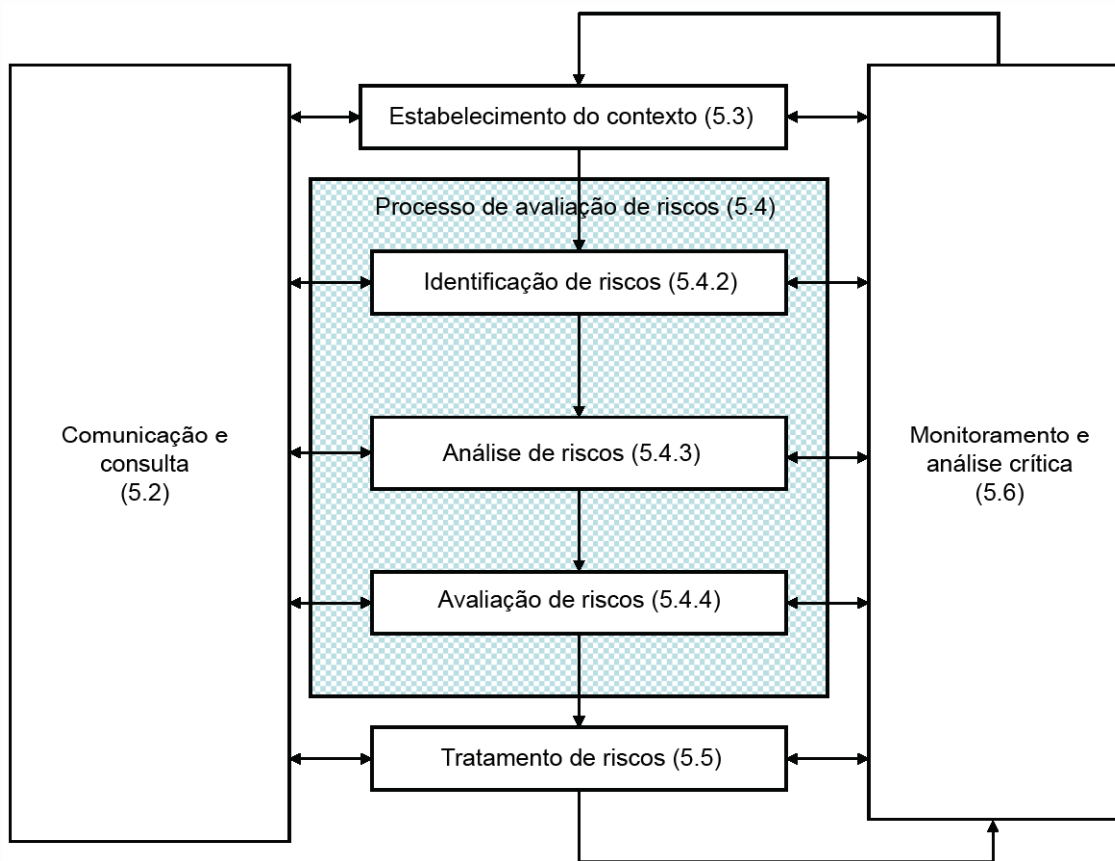 Estabelecimento do contexto (5.3)
Processo de avaliação de riscos (5.4)
Identificação de riscos (5.4.2)
Comunicação e
consulta
(5.2)
Análise de riscos (5.4.3)
Monitoramento e
análise crítica
(5.6)
Avaliação de riscos (5.4.4)
Tratamento de riscos (5.5)